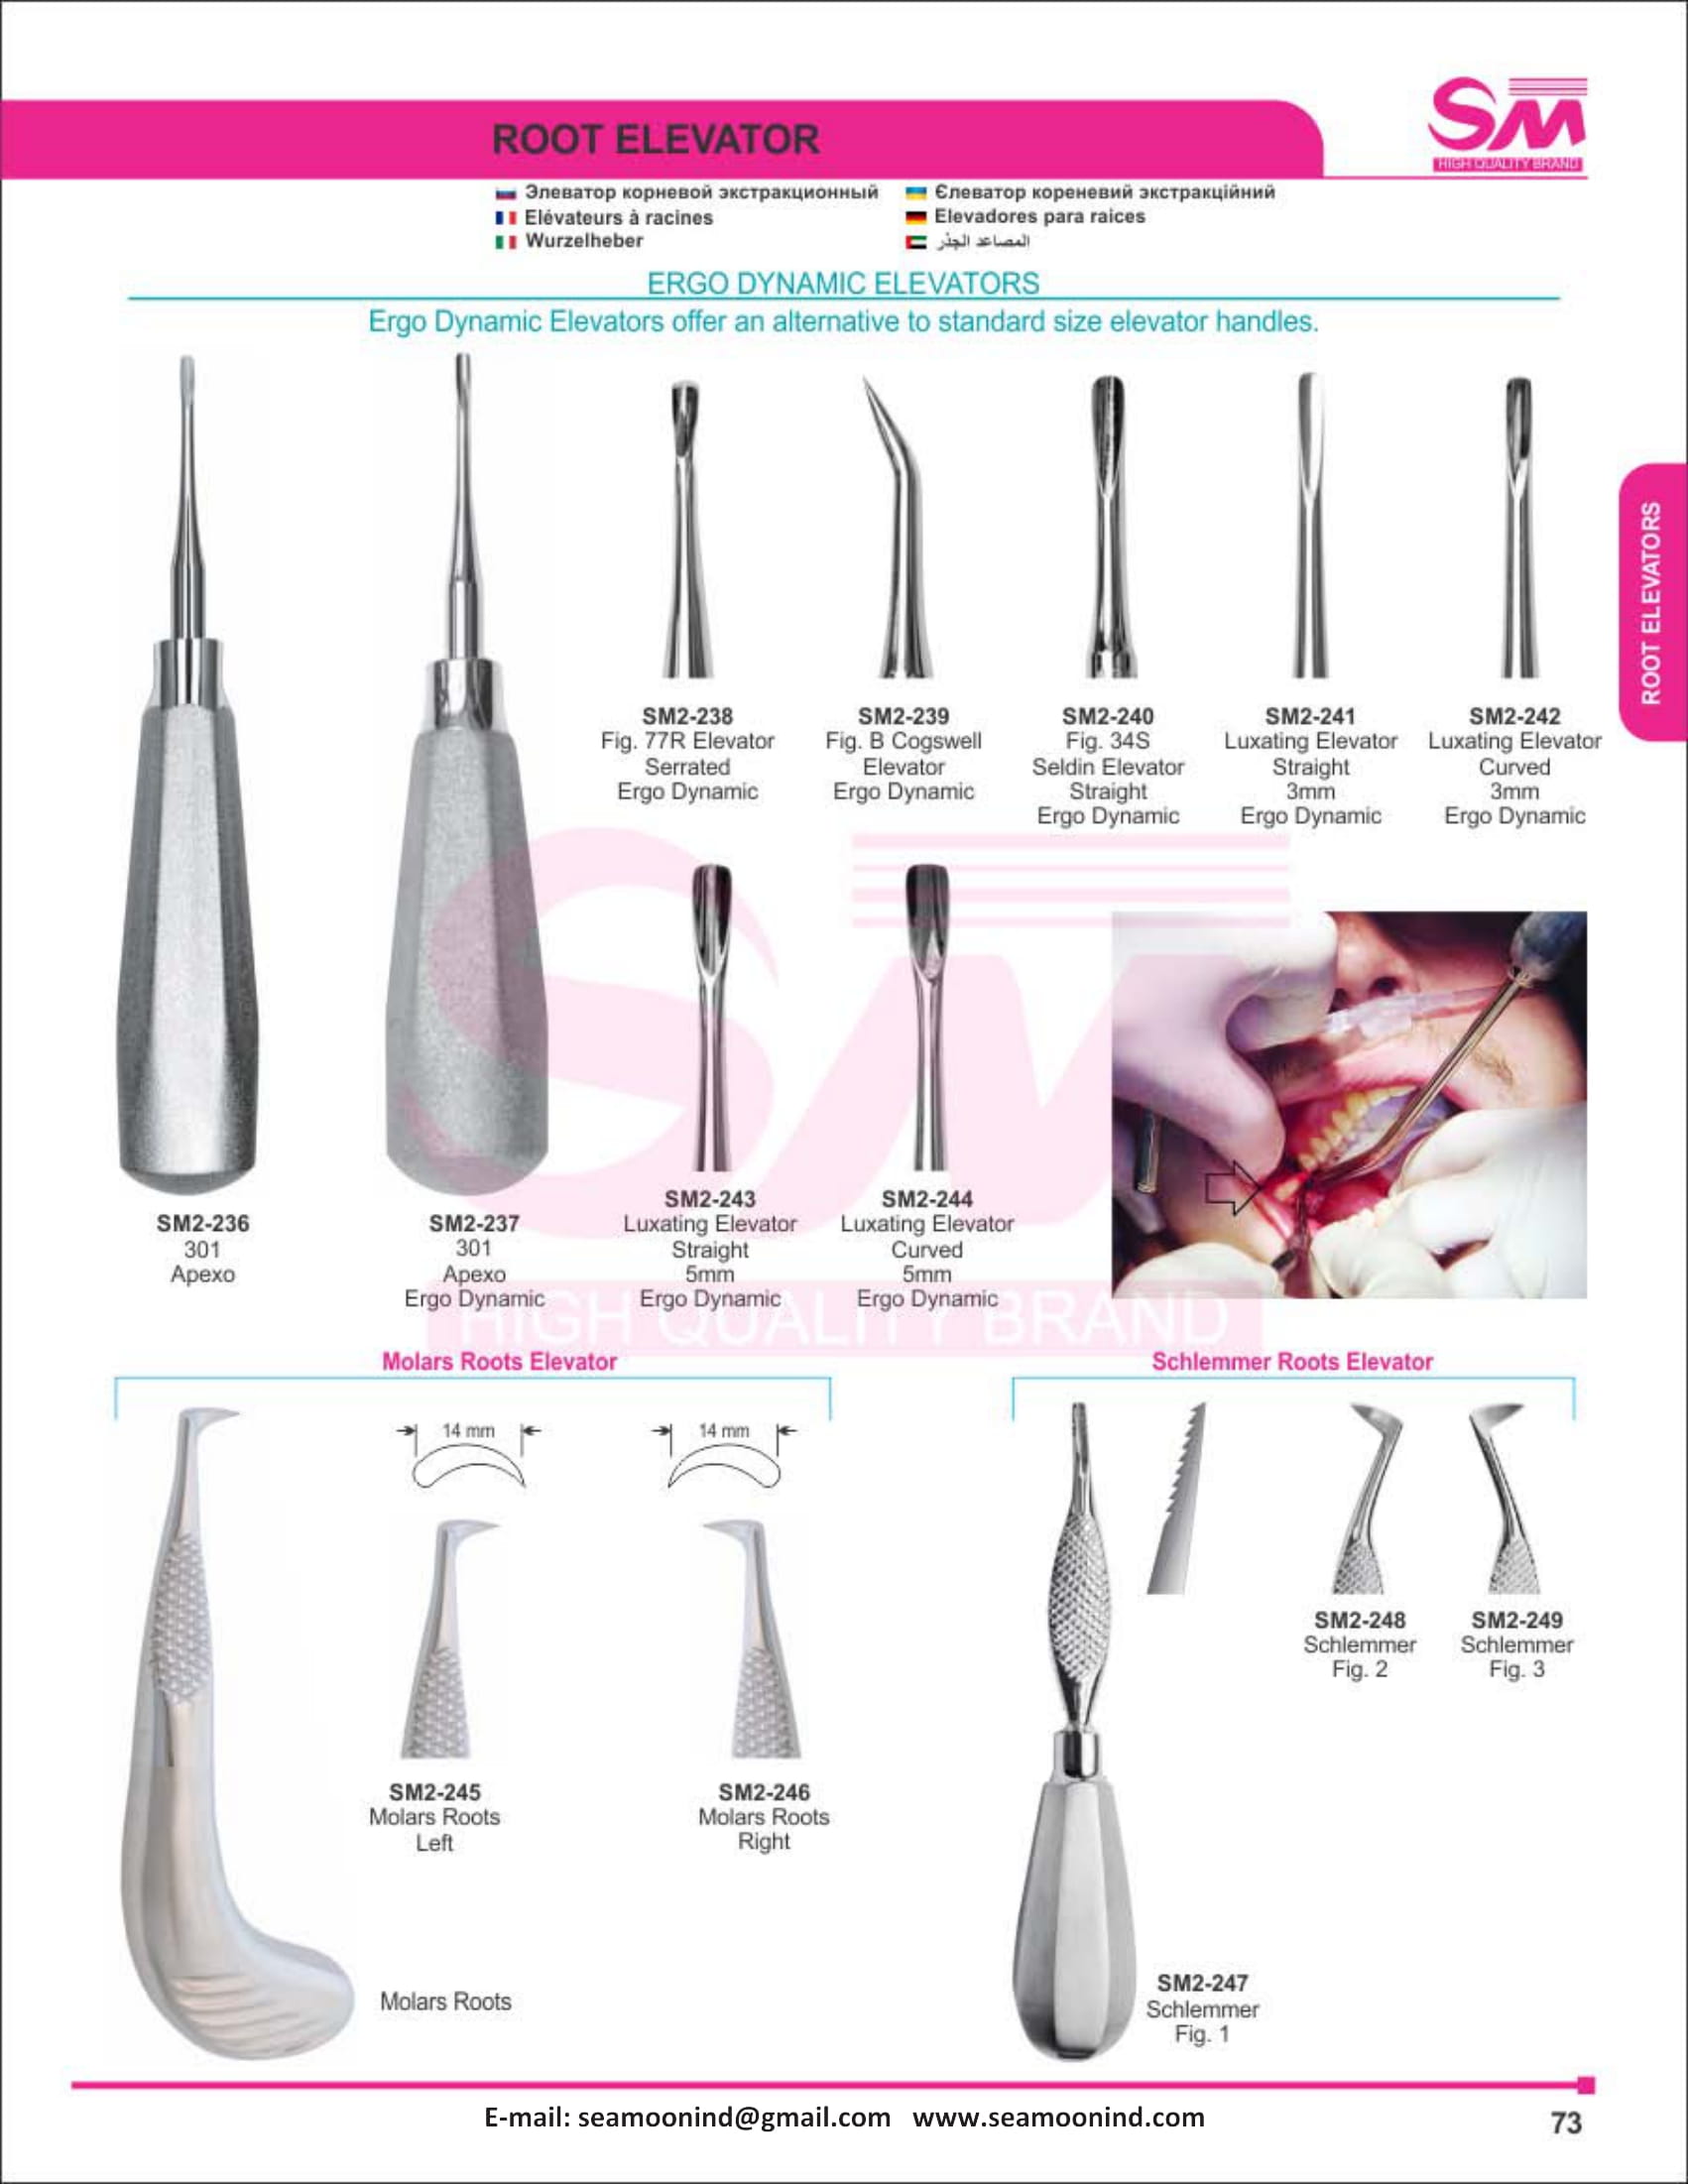 SM
HIGH QUALITY BRAND
ROOT ELEVATOR
Элеватор корневой экстракционный
Єлеватор кореневий экстракційний
Elévateurs à racines
Elevadores para raices
Wurzelheber
المصاعد الجذر
ERGO DYNAMIC ELEVATORS
Ergo Dynamic Elevators offer an alternative to standard size elevator handles.
ROOT ELEVATORS
SM2-238
Fig. 77R Elevator
Serrated
Ergo Dynamic
SM2-239
Fig. B Cogswell
Elevator
Ergo Dynamic
SM2-240
Fig. 34S
Seldin Elevator
Straight
Ergo Dynamic
SM2-241
Luxating Elevator
Straight
3mm
Ergo Dynamic
SM2-242
Luxating Elevator
Curved
3mm
Ergo Dynamic
SM2-236
301
Apexo
SM2-237
301
Apexo
Ergo Dynamic
SM2-243
Luxating Elevator
Straight
5mm
Ergo Dynamic
SM2-244
Luxating Elevator
Curved
5mm
Ergo Dynamic
SM
HIGH QUALITY BRAND
Molars Roots Elevator
14 mm
14 mm
SM2-245
Molars Roots
Left
SM2-246
Molars Roots
Right
Molars Roots
Schlemmer Roots Elevator
SM2-248
Schlemmer
Fig. 2
SM2-249
Schlemmer
Fig. 3
SM2-247
Schlemmer
Fig. 1
E-mail: seamoonind@gmail.com www.seamoonind.com
73